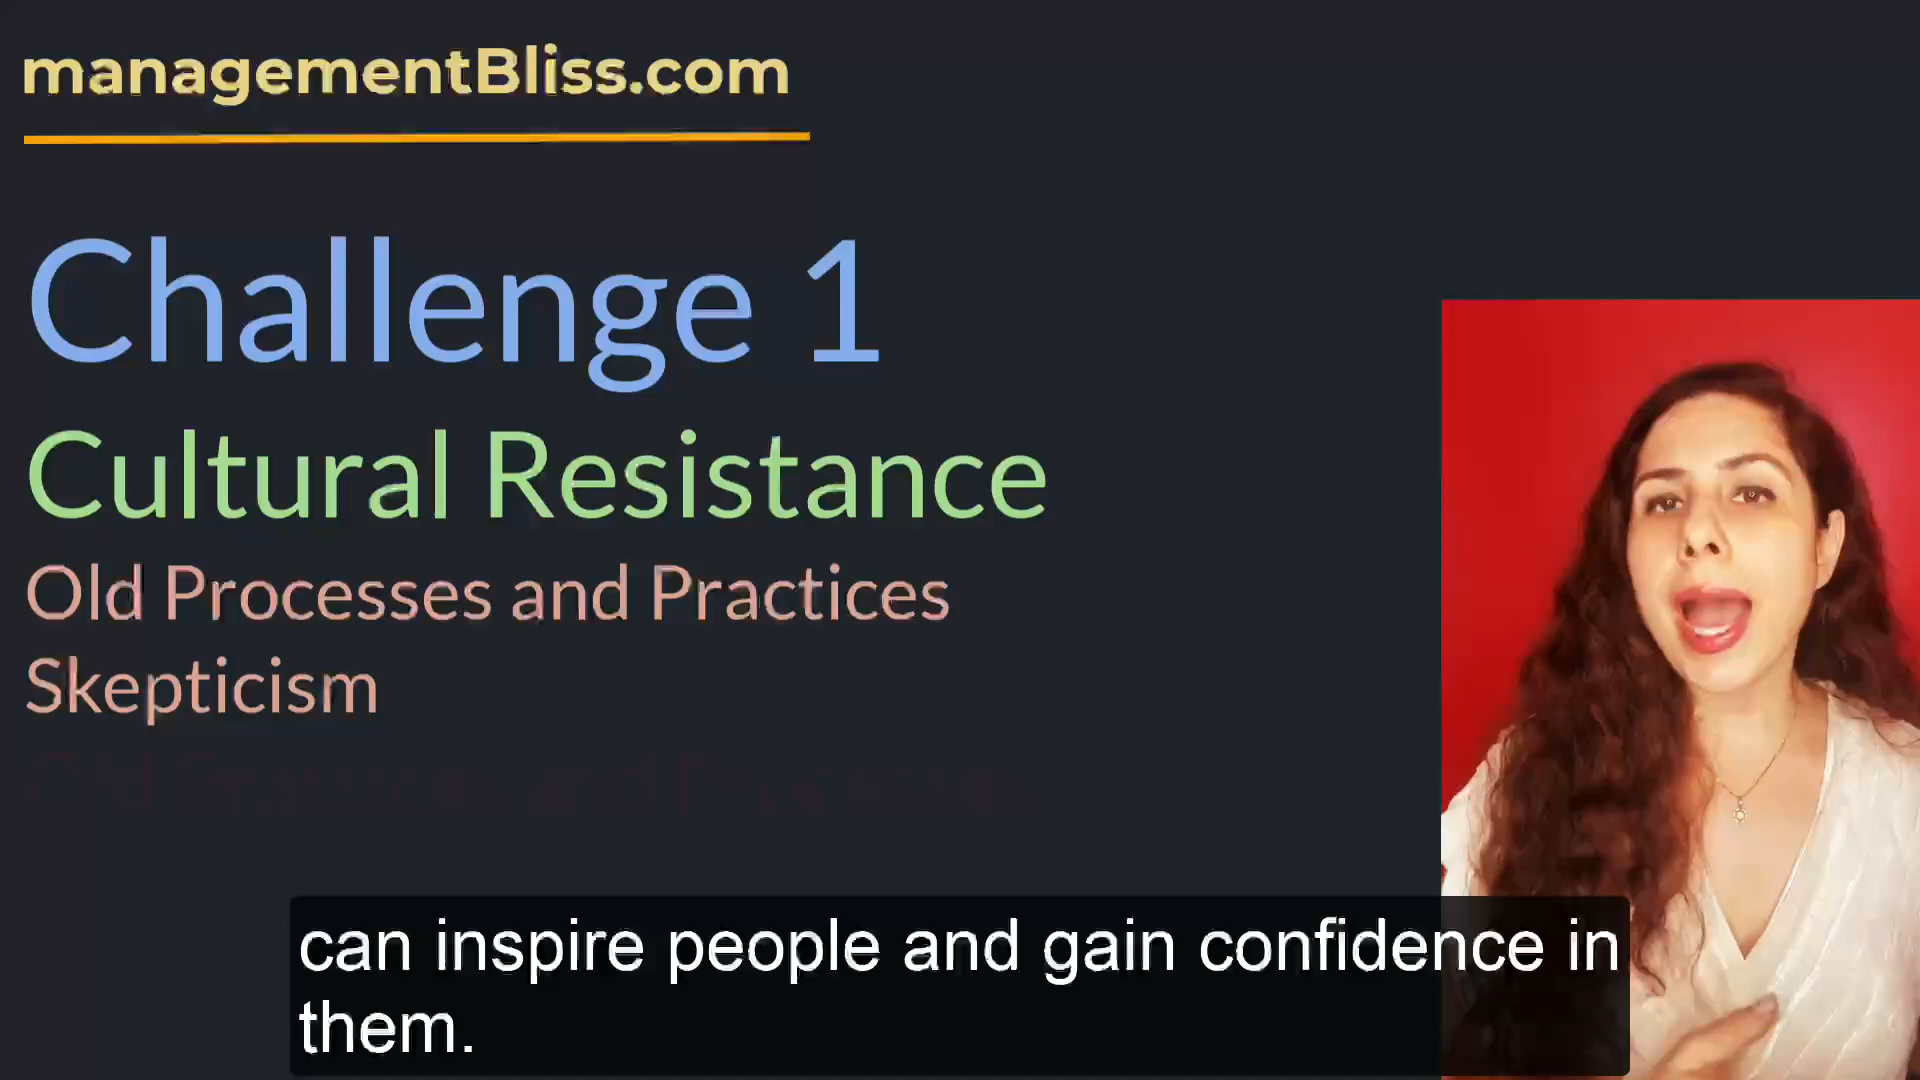 managementBliss.com
Challenge 1
Cultural Resistance
Old Processes and Practices
Skepticism
can inspire people and gain confidence in
them.